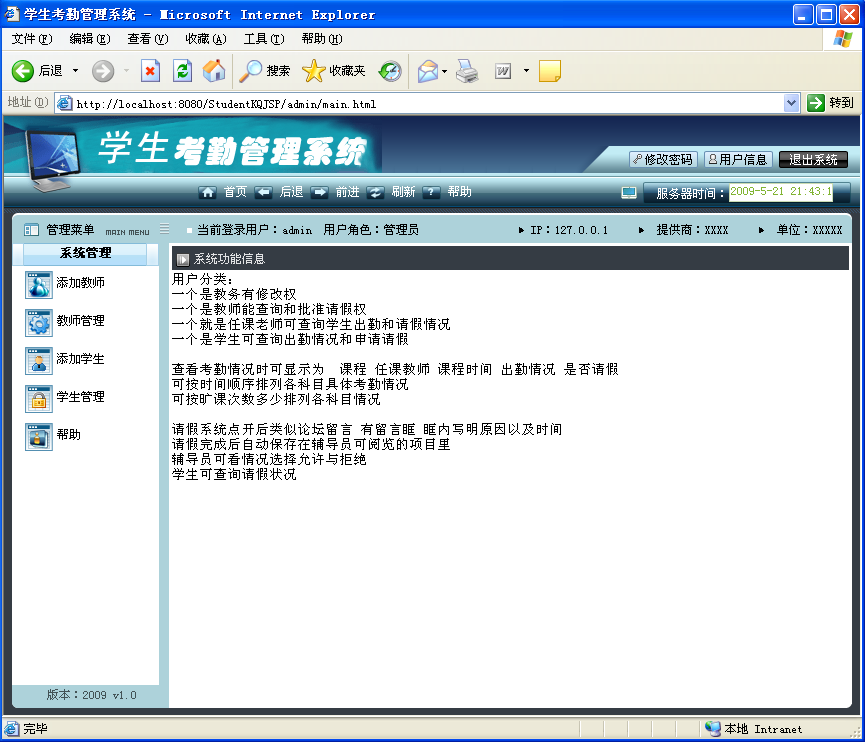 学生考勤管理系统 - Microsoft Internet Explorer
文件(F) 编辑(E) 查看(V) 收藏(A) 工具(T) 帮助(H)
后退 搜索 收藏夹
地址(D) http://localhost:8080/StudentKQJSP/admin/main.html 转到
学生考勤管理系统
修改密码 用户信息 退出系统
首页 后退 前进 刷新 帮助 服务器时间：2009-5-21 21:43:1
管理菜单 MAIN MENU 当前登录用户：admin 用户角色：管理员 IP：127.0.0.1 提供商：XXXX 单位：XXXXX
系统管理
添加教师
教师管理
添加学生
学生管理
帮助
版本：2009 v1.0
系统功能信息
用户分类：
一个是教务有修改权
一个是教师能查询和批准请假权
一个就是任课老师可查询学生出勤和请假情况
一个是学生可查询出勤情况和申请请假
查看考勤情况时可显示为 课程 任课教师 课程时间 出勤情况 是否请假
可按时间顺序排列各科目具体考勤情况
可按旷课次数多少排列各科目情况
请假系统点开后类似论坛留言 有留言眶 眶内写明原因以及时间
请假完成后自动保存在辅导员可阅览的项目里
辅导员可看情况选择允许与拒绝
学生可查询请假状况
完毕 本地 Intranet